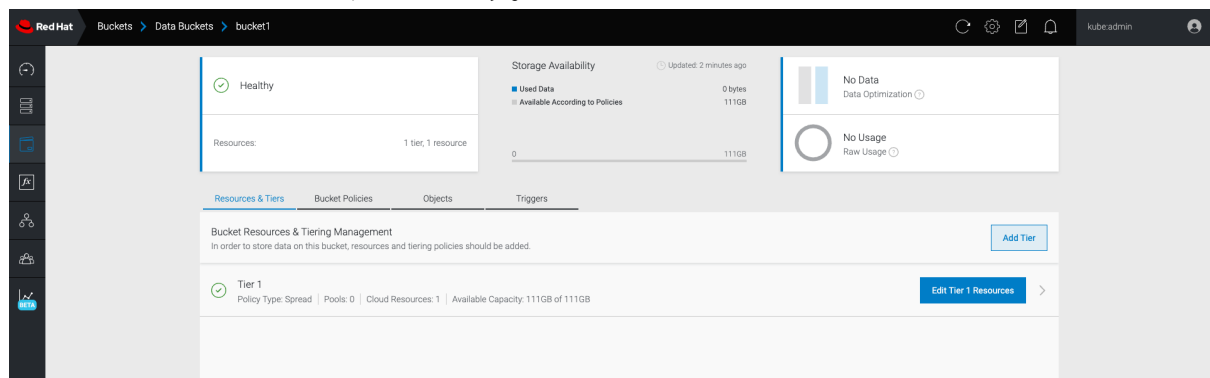 Red Hat Buckets > Data Buckets > bucket1 kube:admin
Healthy
Resources: 1 tier, 1 resource
Storage Availability Updated: 2 minutes ago
Used Data 0 bytes
Available According to Policies 111GB
0 111GB
No Data
Data Optimization ?
No Usage
Raw Usage ?
Resources & Tiers Bucket Policies Objects Triggers
Bucket Resources & Tiering Management
In order to store data on this bucket, resources and tiering policies should be added.
Add Tier
Tier 1
Policy Type: Spread | Pools: 0 | Cloud Resources: 1 | Available Capacity: 111GB of 111GB
Edit Tier 1 Resources
fx
BETA